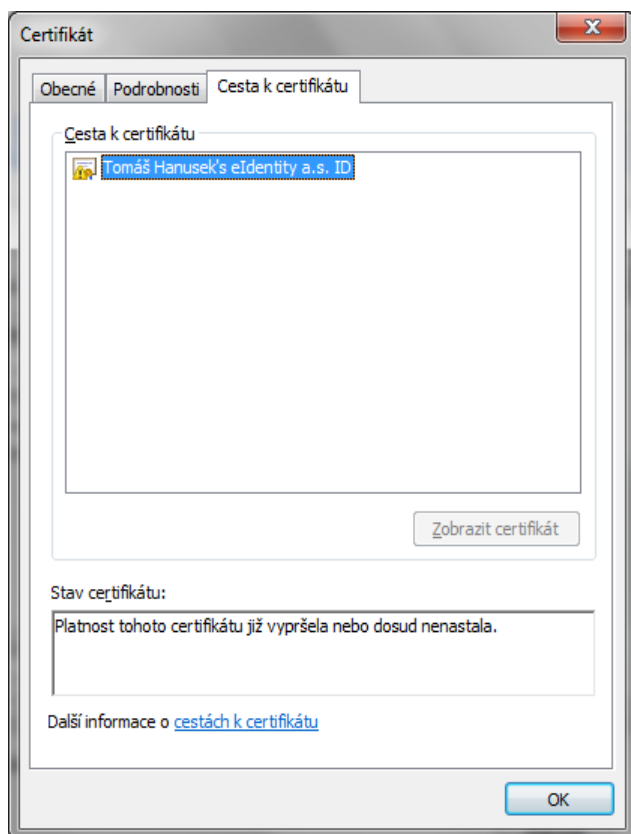 Certifikát
Obecné
Podrobnosti
Cesta k certifikátu
Cesta k certifikátu
Tomáš Hanusek's eIdentity a.s. ID
Zobrazit certifikát
Stav certifikátu:
Platnost tohoto certifikátu již vypršela nebo dosud nenastala.
Další informace o cestách k certifikátu
OK